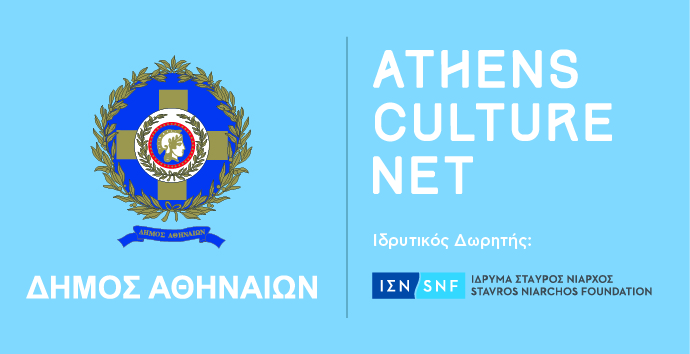 ΔΗΜΟΣ ΑΘΗΝΑΙΩΝ
ΔΗΜΟΣ ΑΘΗΝΑΙΩΝ
ATHENS
CULTURE
NET
Ιδρυτικός Δωρητής:
ΙΣΝ/SNF
ΙΔΡΥΜΑ ΣΤΑΥΡΟΣ ΝΙΑΡΧΟΣ
STAVROS NIARCHOS FOUNDATION